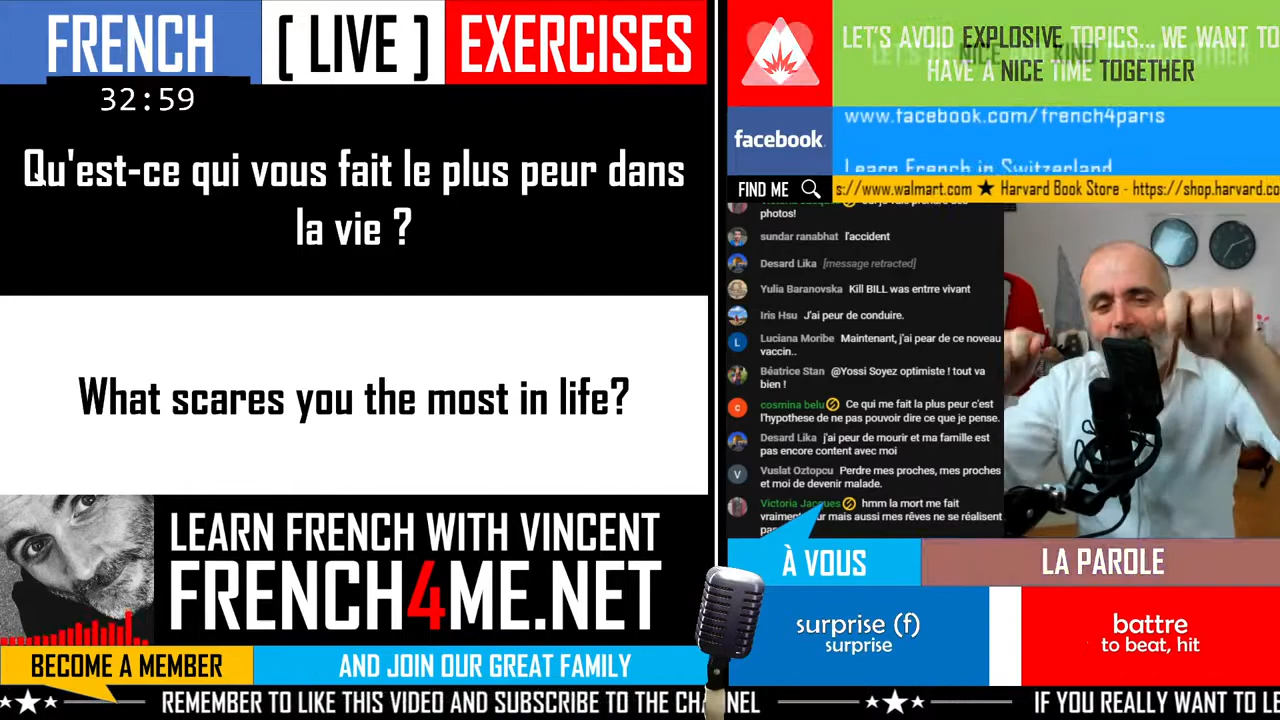 FRENCH [ LIVE ] EXERCISES
32:59
Qu'est-ce qui vous fait le plus peur dans
la vie ?
What scares you the most in life?
LEARN FRENCH WITH VINCENT
FRENCH4ME.NET
BECOME A MEMBER
AND JOIN OUR GREAT FAMILY
LET'S AVOID EXPLOSIVE TOPICS... WE WANT TO
HAVE A NICE TIME TOGETHER
facebook.
www.facebook.com/french4paris
Learn French in Switzerland
FIND ME
s://www.walmart.com ★ Harvard Book Store - https://shop.harvard.co
photos!
sundar ranabhat l'accident
Desard Lika [message retracted]
Yulia Baranovska Kill BILL was entrre vivant
Iris Hsu J'ai peur de conduire.
Luciana Moribe Maintenant, j'ai pear de ce noveau
vaccin..
Béatrice Stan @Yossi Soyez optimiste ! tout va
bien !
cosmina belu Ce qui me fait la plus peur c'est
l'hypothese de ne pas pouvoir dire ce que je pense.
Desard Lika j'ai peur de mourir et ma famille est
pas encore content avec moi
Vuslat Oztopcu Perdre mes proches, mes proches
et moi de devenir malade.
Victoria Jacques hmm la mort me fait
mais aussi mes rêves ne se réalisent
À VOUS
LA PAROLE
surprise (f)
surprise
battre
to beat, hit
REMEMBER TO LIKE THIS VIDEO AND SUBSCRIBE TO THE CHANNEL
IF YOU REALLY WANT TO LE